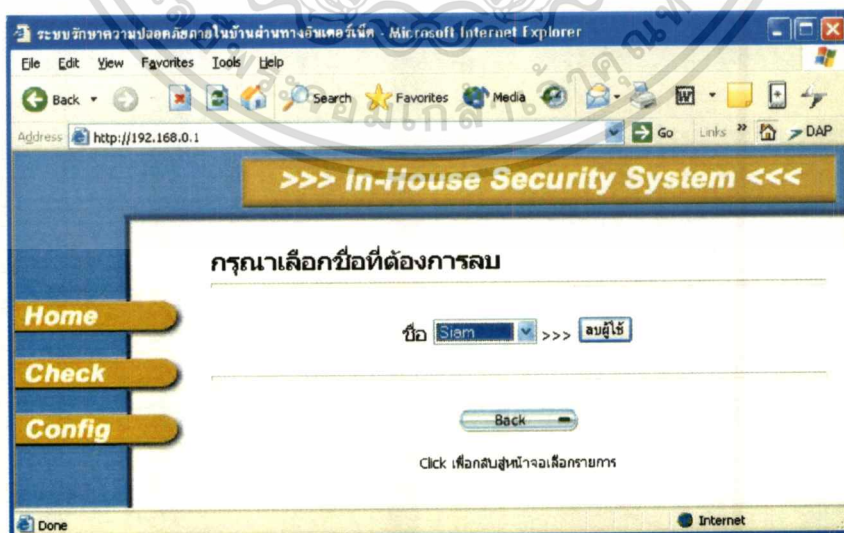 ระบบรักษาความปลอดภัยภายในบ้านผ่านทางอินเตอร์เน็ต - Microsoft Internet Explorer
File Edit View Favorites Tools Help
Back Search Favorites Media
Address http://192.168.0.1 Go Links » DAP
>>> In-House Security System <<<
กรุณาเลือกชื่อที่ต้องการลบ
Home
ชื่อ Siam >>> ลบผู้ใช้
Check
Config
Back
Click เพื่อกลับสู่หน้าจอเลือกรายการ
Done Internet